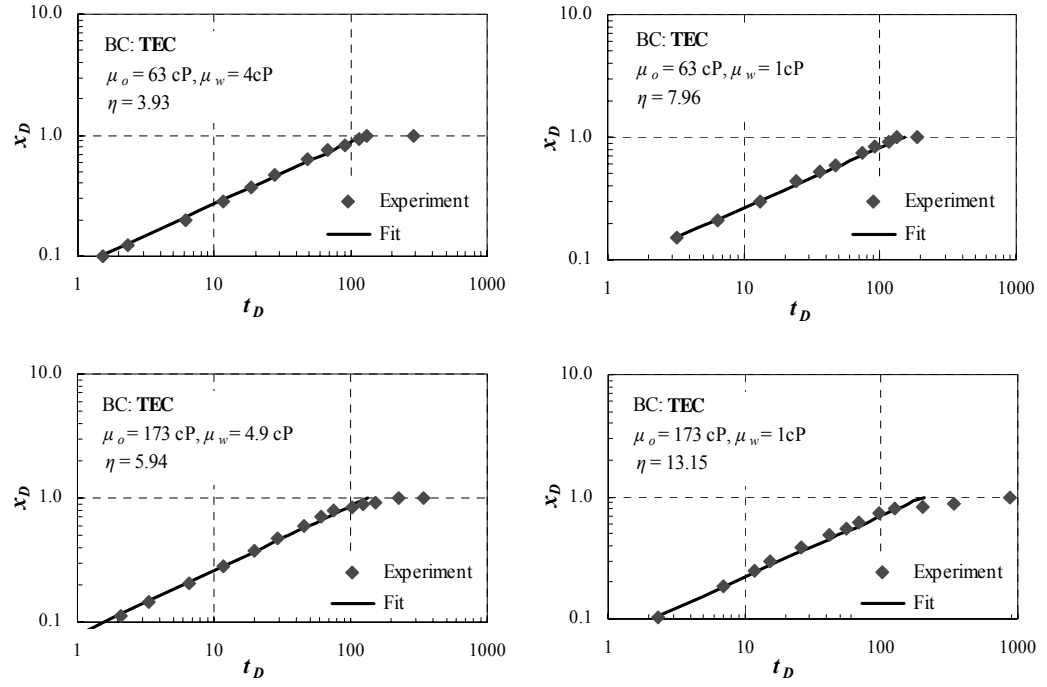 10.0
BC: TEC
μo = 63 cP, μw = 4cP
η = 3.93
xD
1.0
Experiment
Fit
0.1
1 10 100 1000
tD
10.0
BC: TEC
μo = 63 cP, μw = 1cP
η = 7.96
xD
1.0
Experiment
Fit
0.1
1 10 100 1000
tD
10.0
BC: TEC
μo = 173 cP, μw = 4.9 cP
η = 5.94
xD
1.0
Experiment
Fit
0.1
1 10 100 1000
tD
10.0
BC: TEC
μo = 173 cP, μw = 1cP
η = 13.15
xD
1.0
Experiment
Fit
0.1
1 10 100 1000
tD